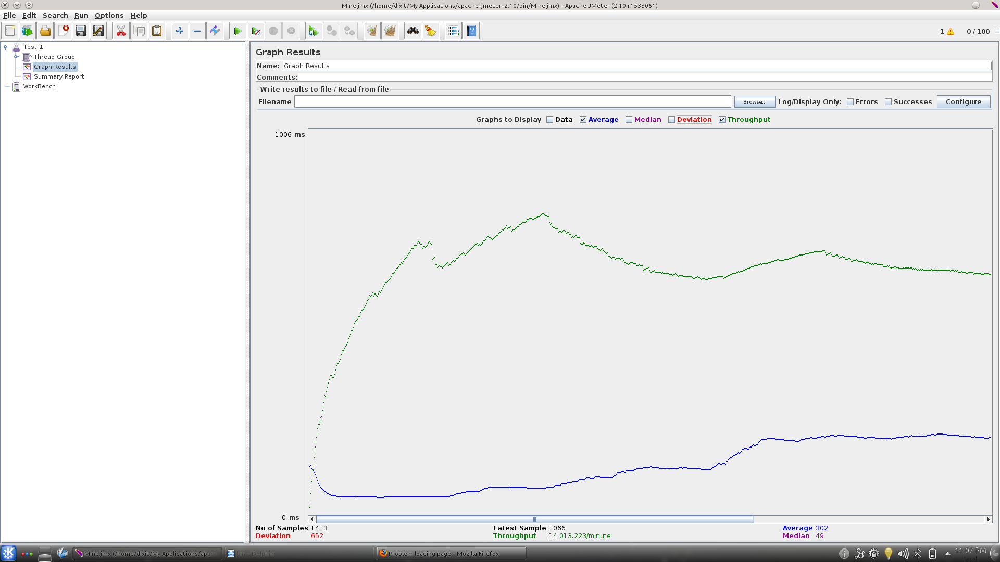 Mine.jmx (/home/dixit/My Applications/apache-jmeter-2.10/bin/Mine.jmx) - Apache JMeter (2.10 r1533061)
File Edit Search Run Options Help
1 0 / 100
Test_1
Thread Group
Graph Results
Summary Report
WorkBench
Graph Results
Name: Graph Results
Comments:
Write results to file / Read from file
Filename Browse... Log/Display Only: Errors Successes Configure
Graphs to Display Data Average Median Deviation Throughput
1006 ms
0 ms
No of Samples 1413 Latest Sample 1066 Average 302
Deviation 652 Throughput 14,013.223/minute Median 49
Mine.jmx (/home/dixit/My Applications/apac bin - Dolphin Problem loading page - Mozilla Firefox 11:07 PM
Local